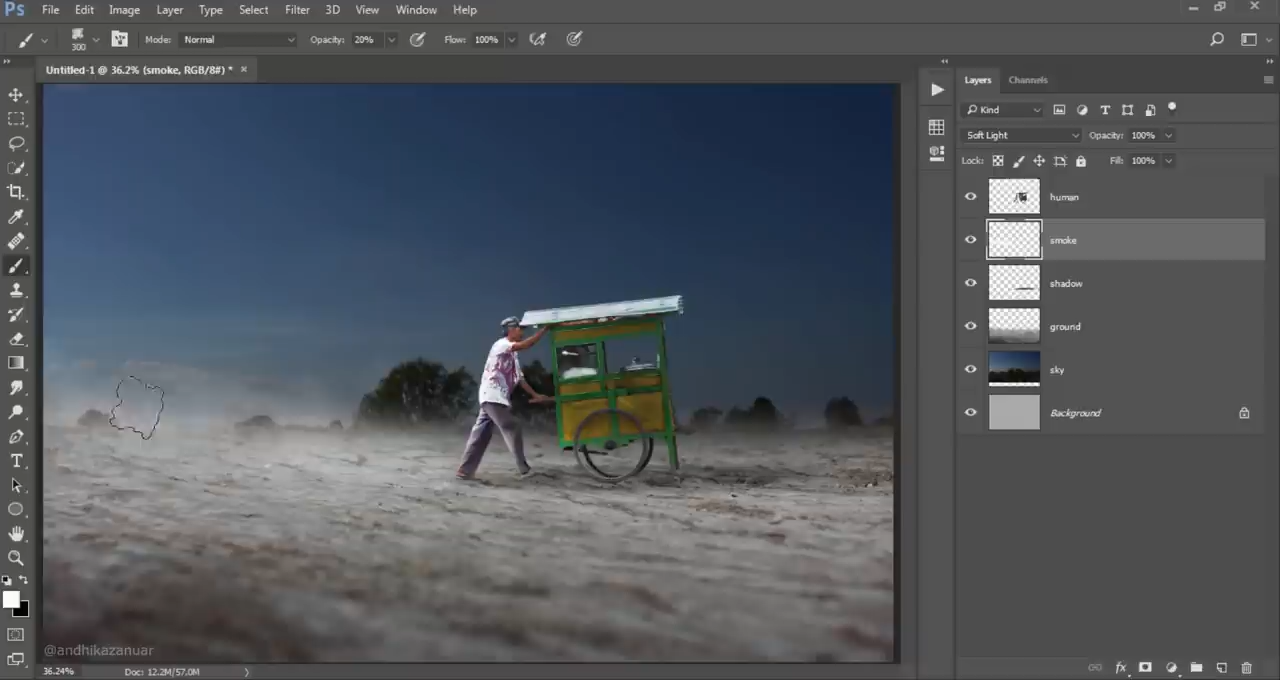 Ps File Edit Image Layer Type Select Filter 3D View Window Help
300 Mode: Normal Opacity: 20% Flow: 100%
Untitled-1 @ 36.2% (smoke, RGB/8#) * ×
Layers Channels
Kind
Soft Light Opacity: 100%
Lock: Fill: 100%
human
smoke
shadow
ground
sky
Background
@andhikazanuar
36.24% Doc: 12.2M/57.0M